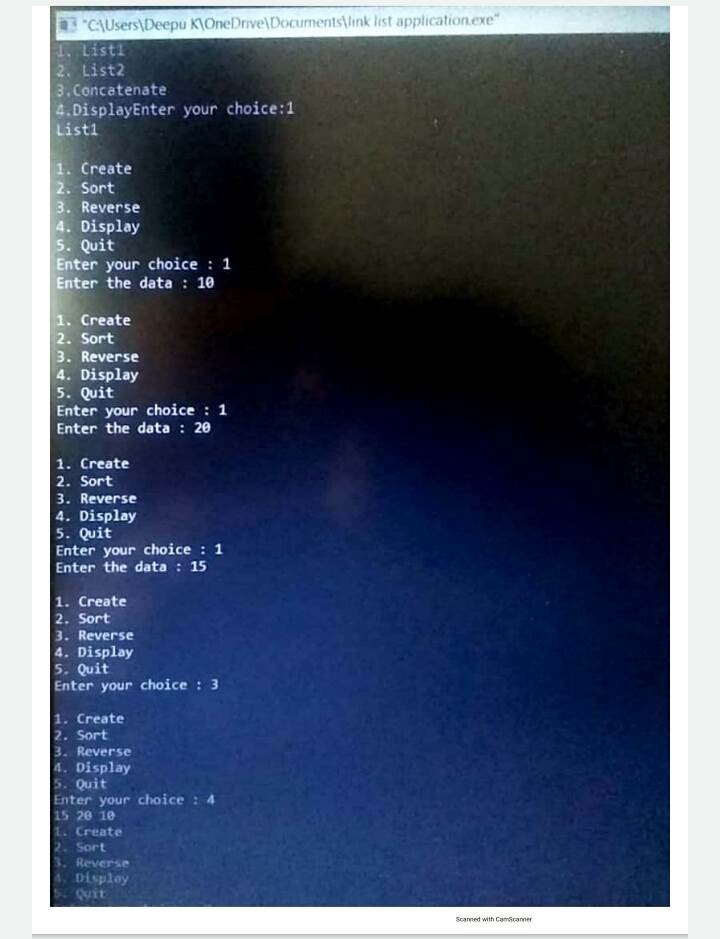 "C:\Users\Deepu K\OneDrive\Documents\link list application.exe"
1. List1
2. List2
3.Concatenate
4.DisplayEnter your choice:1
List1
1. Create
2. Sort
3. Reverse
4. Display
5. Quit
Enter your choice : 1
Enter the data : 10
1. Create
2. Sort
3. Reverse
4. Display
5. Quit
Enter your choice : 1
Enter the data : 20
1. Create
2. Sort
3. Reverse
4. Display
5. Quit
Enter your choice : 1
Enter the data : 15
1. Create
2. Sort
3. Reverse
4. Display
5. Quit
Enter your choice : 3
1. Create
2. Sort
3. Reverse
4. Display
5. Quit
Enter your choice : 4
15 20 10
1. Create
2. Sort
3. Reverse
4. Display
5. Quit
Scanned with CamScanner